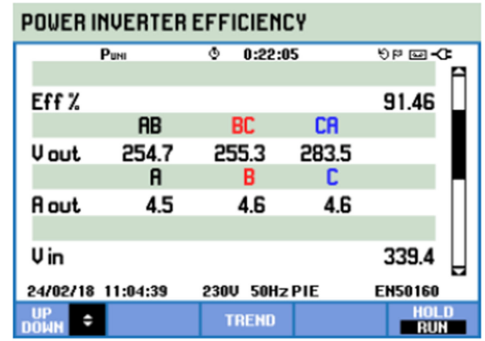 POWER INVERTER EFFICIENCY
PUNI 0:22:05
Eff % 91.46
AB BC CA
V out 254.7 255.3 283.5
A B C
A out 4.5 4.6 4.6
V in 339.4
24/02/18 11:04:39 230V 50Hz PIE EN50160
UP DOWN TREND HOLD RUN